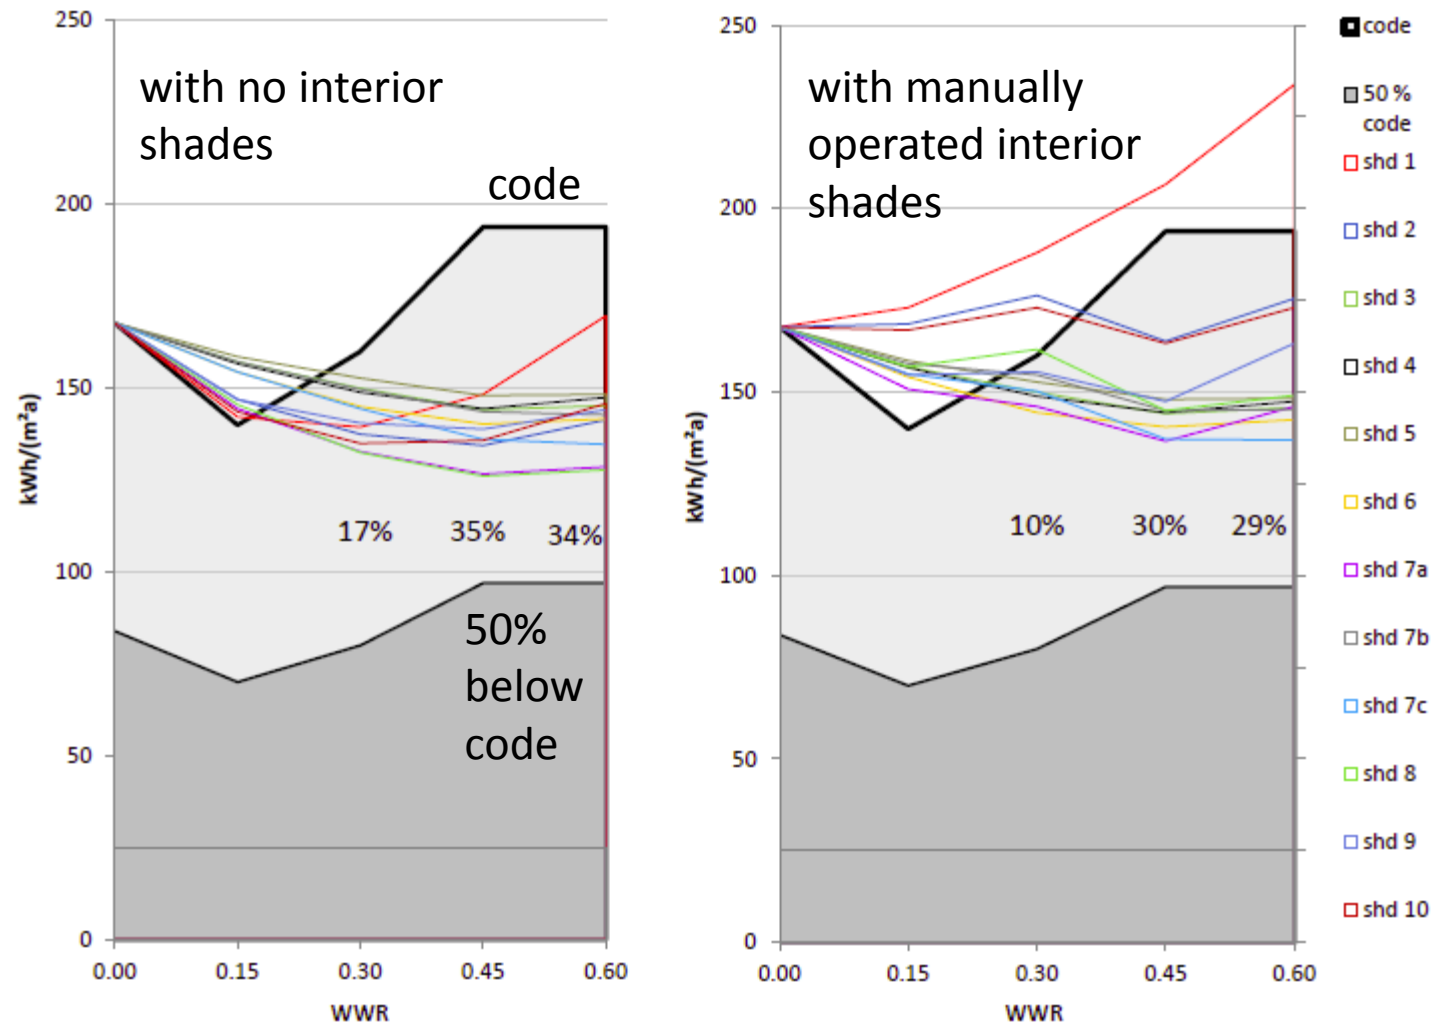 250
200
150
100
50
0
kWh/(m²a)
with no interior
shades
code
17%
35%
34%
50%
below
code
0.00
0.15
0.30
0.45
0.60
WWR
250
200
150
100
50
0
kWh/(m²a)
with manually
operated interior
shades
10%
30%
29%
0.00
0.15
0.30
0.45
0.60
WWR
code
50 %
code
shd 1
shd 2
shd 3
shd 4
shd 5
shd 6
shd 7a
shd 7b
shd 7c
shd 8
shd 9
shd 10